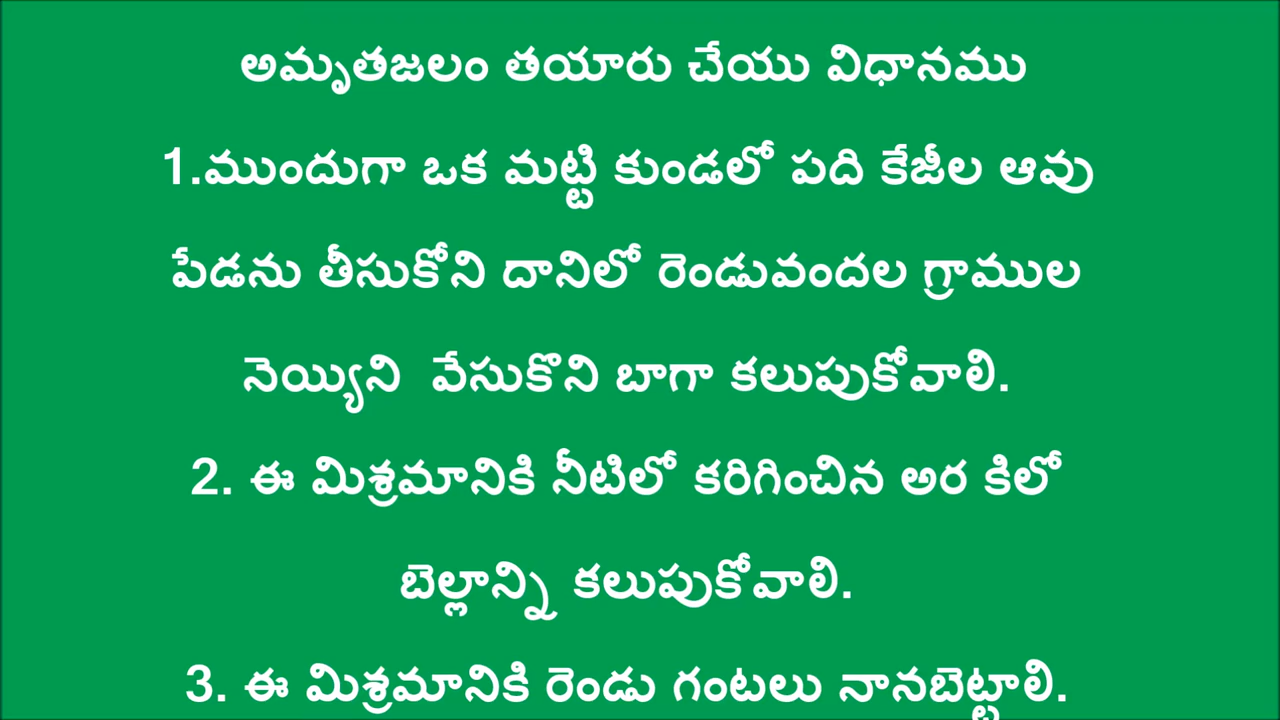 అమృతజలం తయారు చేయు విధానము
1.ముందుగా ఒక మట్టి కుండలో పది కేజీల ఆవు
పేడను తీసుకోని దానిలో రెండువందల గ్రాముల
నెయ్యిని వేసుకొని బాగా కలుపుకోవాలి.
2. ఈ మిశ్రమానికి నీటిలో కరిగించిన అర కిలో
బెల్లాన్ని కలుపుకోవాలి.
3. ఈ మిశ్రమానికి రెండు గంటలు నానబెట్టాలి.